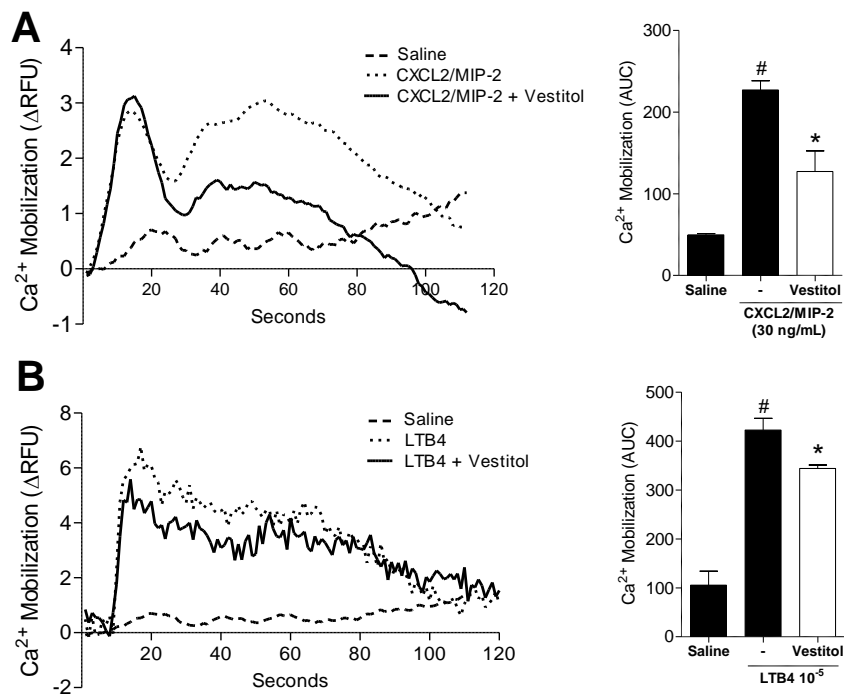 A
Ca2+ Mobilization (ΔRFU)
4
3
2
1
0
-1
20 40 60 80 100 120
Seconds
Saline
CXCL2/MIP-2
CXCL2/MIP-2 + Vestitol
Ca2+ Mobilization (AUC)
300
200
100
0
#
*
Saline - Vestitol
CXCL2/MIP-2
(30 ng/mL)
B
Ca2+ Mobilization (ΔRFU)
8
6
4
2
0
-2
20 40 60 80 100 120
Seconds
Saline
LTB4
LTB4 + Vestitol
Ca2+ Mobilization (AUC)
500
400
300
200
100
0
#
*
Saline - Vestitol
LTB4 10-5